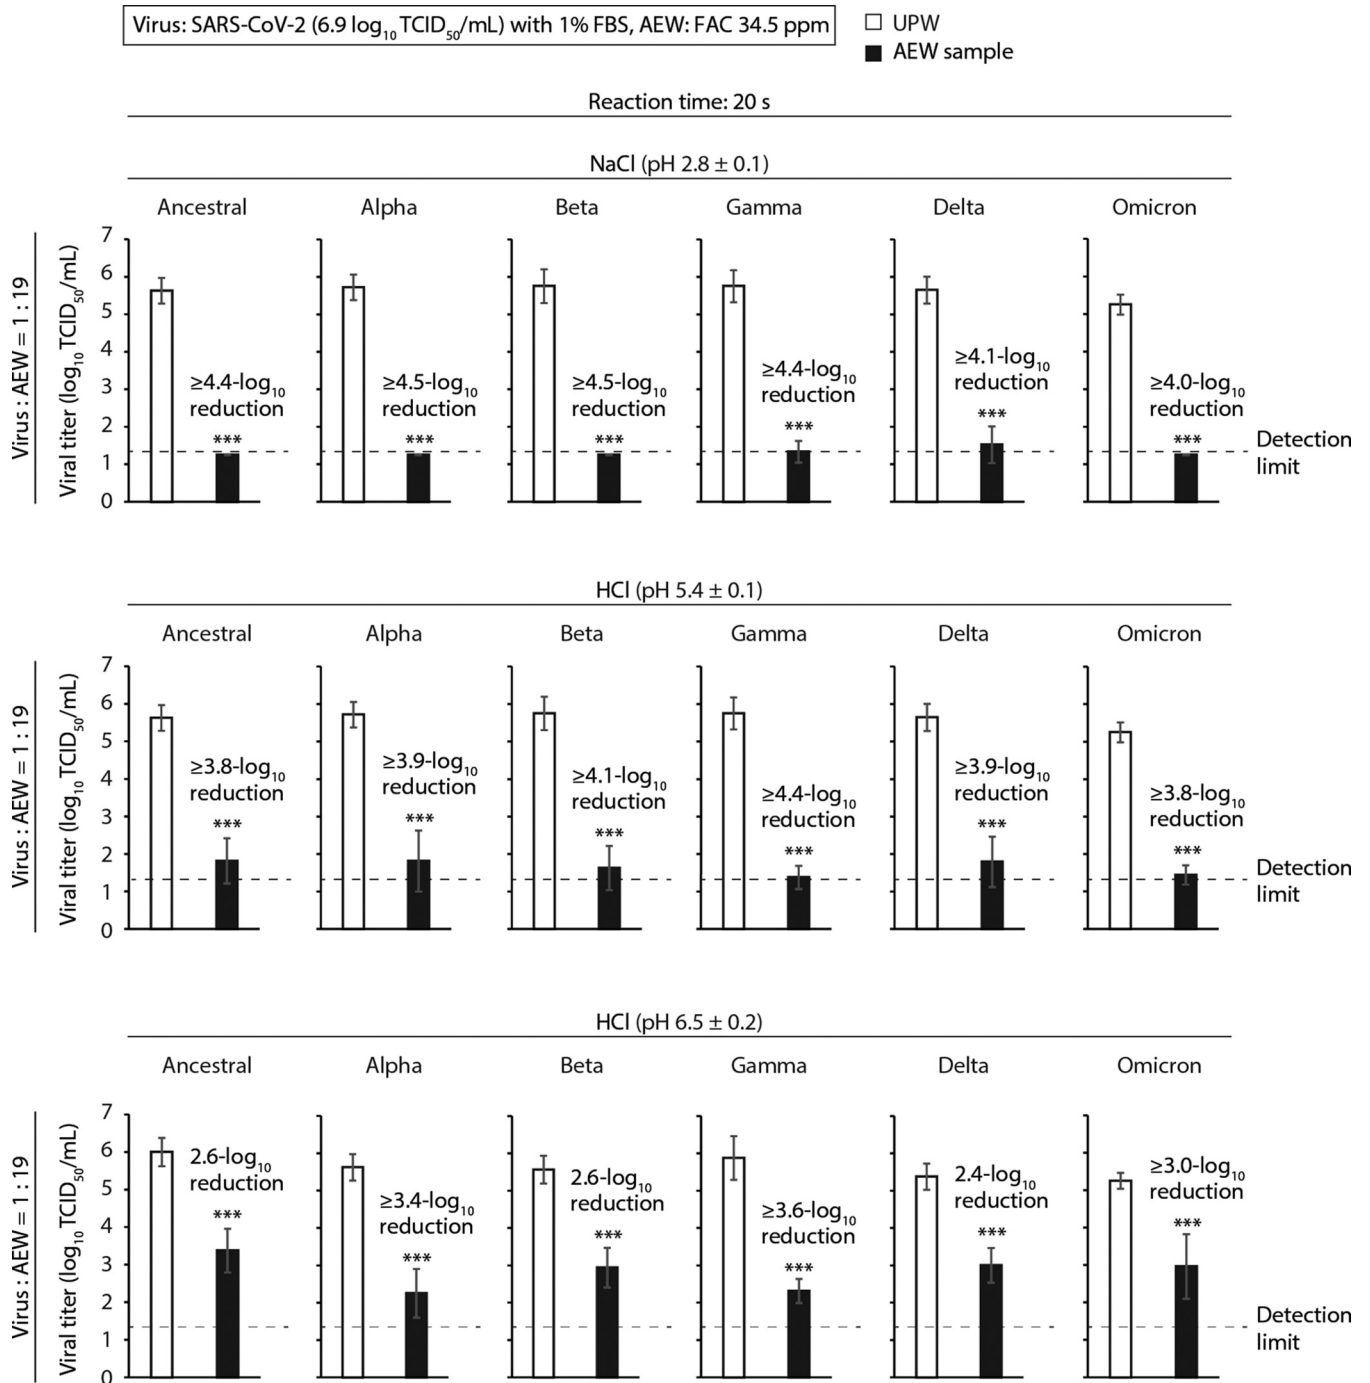 Virus: SARS-CoV-2 (6.9 log₁₀ TCID₅₀/mL) with 1% FBS, AEW: FAC 34.5 ppm
UPW
AEW sample
Reaction time: 20 s
NaCl (pH 2.8 ± 0.1)
Ancestral Alpha Beta Gamma Delta Omicron
Virus : AEW = 1 : 19
Viral titer (log₁₀ TCID₅₀/mL)
7
6
5
4
3
2
1
0
≥4.4-log₁₀
reduction
***
≥4.5-log₁₀
reduction
***
≥4.5-log₁₀
reduction
***
≥4.4-log₁₀
reduction
***
≥4.1-log₁₀
reduction
***
≥4.0-log₁₀
reduction
***
Detection
limit
HCl (pH 5.4 ± 0.1)
Ancestral Alpha Beta Gamma Delta Omicron
Virus : AEW = 1 : 19
Viral titer (log₁₀ TCID₅₀/mL)
7
6
5
4
3
2
1
0
≥3.8-log₁₀
reduction
***
≥3.9-log₁₀
reduction
***
≥4.1-log₁₀
reduction
***
≥4.4-log₁₀
reduction
***
≥3.9-log₁₀
reduction
***
≥3.8-log₁₀
reduction
***
Detection
limit
HCl (pH 6.5 ± 0.2)
Ancestral Alpha Beta Gamma Delta Omicron
Virus : AEW = 1 : 19
Viral titer (log₁₀ TCID₅₀/mL)
7
6
5
4
3
2
1
0
2.6-log₁₀
reduction
***
≥3.4-log₁₀
reduction
***
2.6-log₁₀
reduction
***
≥3.6-log₁₀
reduction
***
2.4-log₁₀
reduction
***
≥3.0-log₁₀
reduction
***
Detection
limit